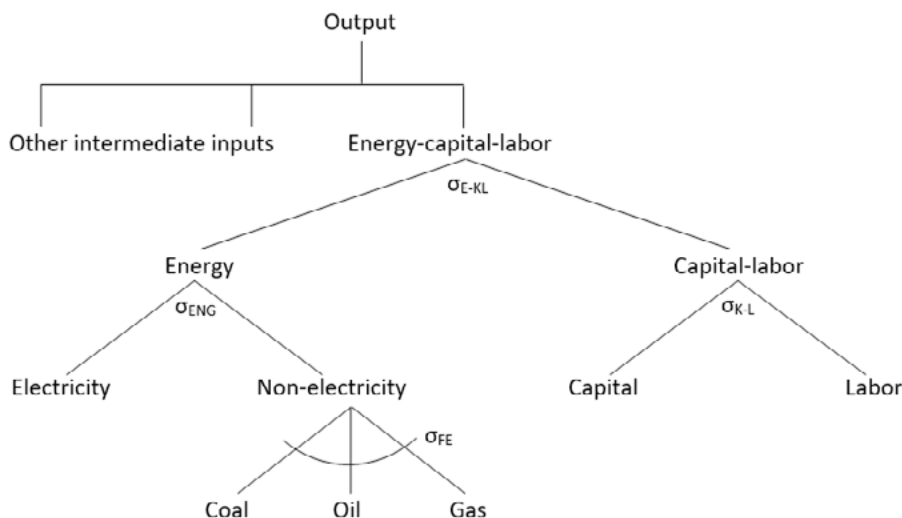 Output
Other intermediate inputs
Energy-capital-labor
σE-KL
Energy
Capital-labor
σENG
σK-L
Electricity
Non-electricity
Capital
Labor
σFE
Coal
Oil
Gas